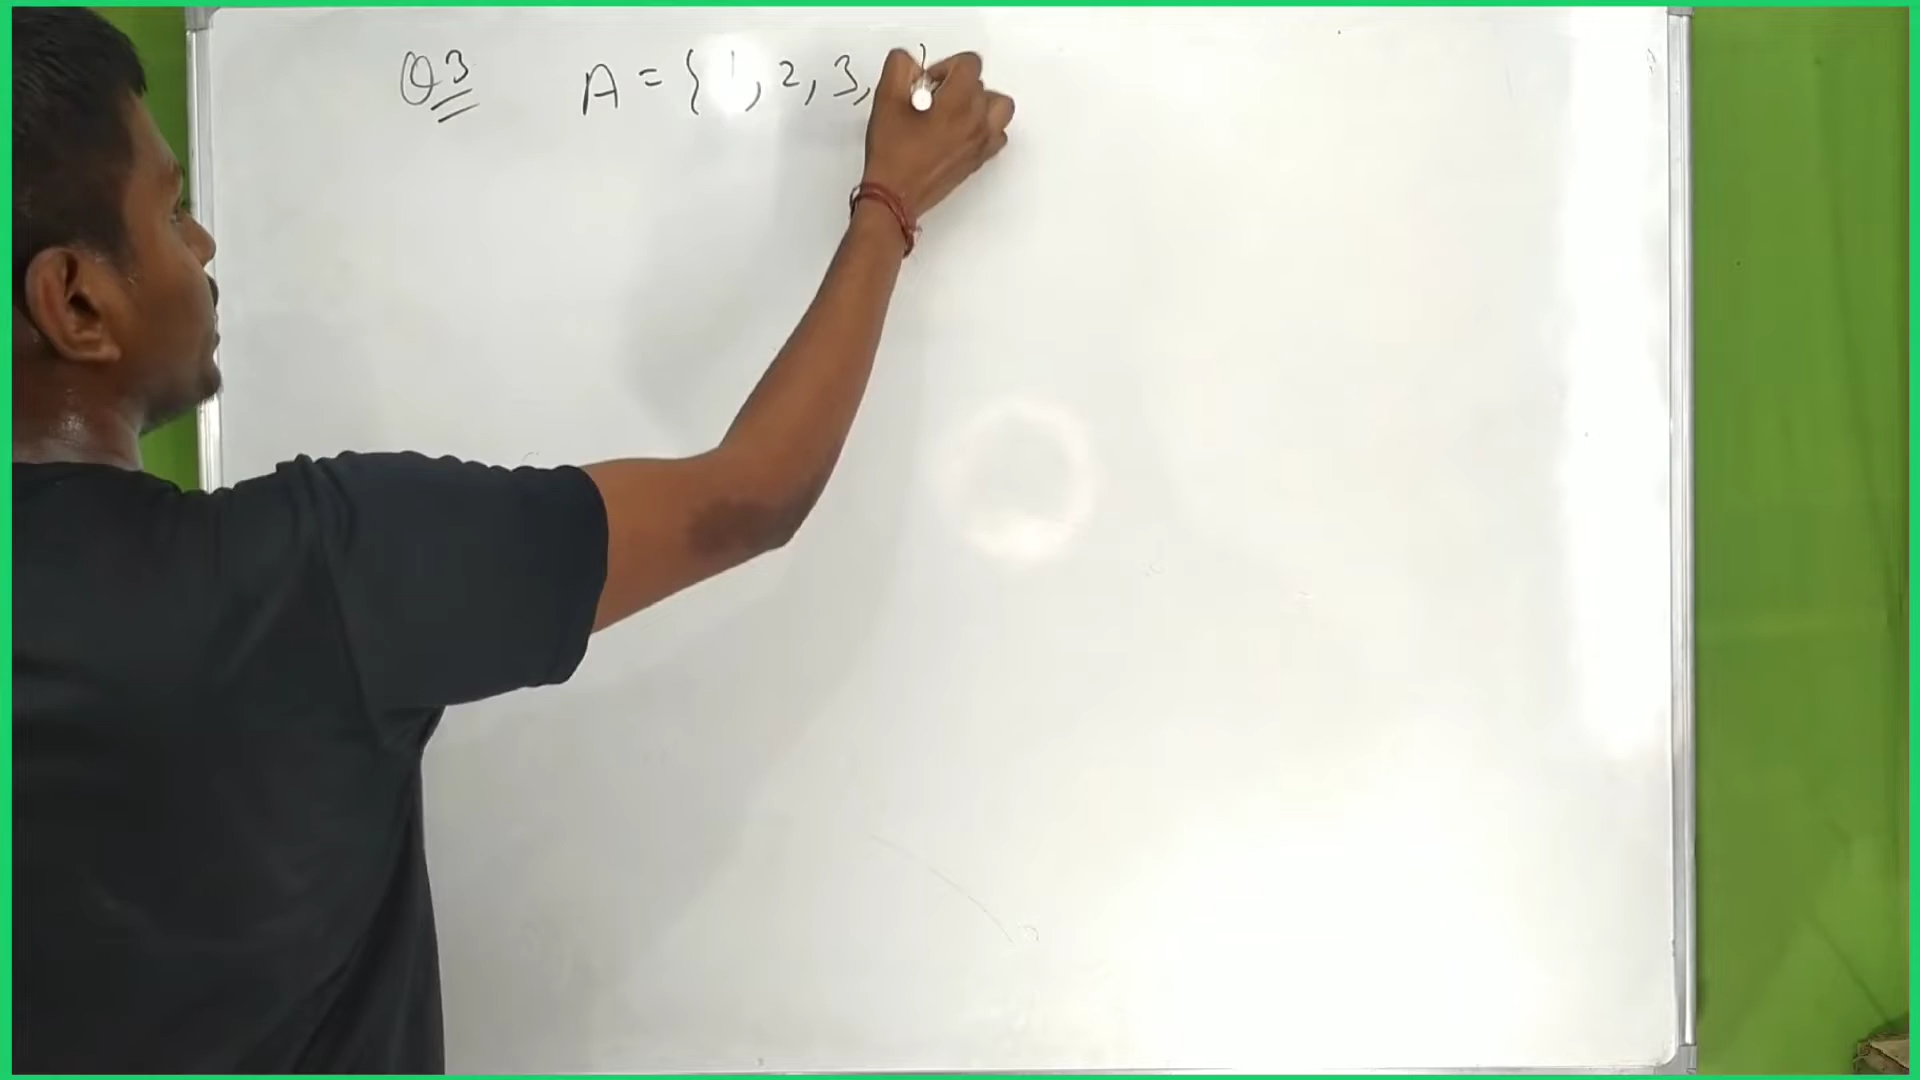 Q3 A = { 1, 2, 3, }